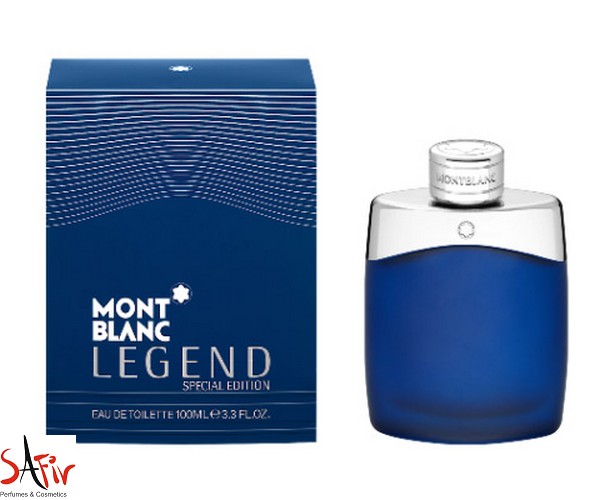 MONT
BLANC
LEGEND
SPECIAL EDITION
EAU DE TOILETTE 100ML ℮ 3.3 FL.OZ.
MONTBLANC
SAFIR
Perfumes & Cosmetics